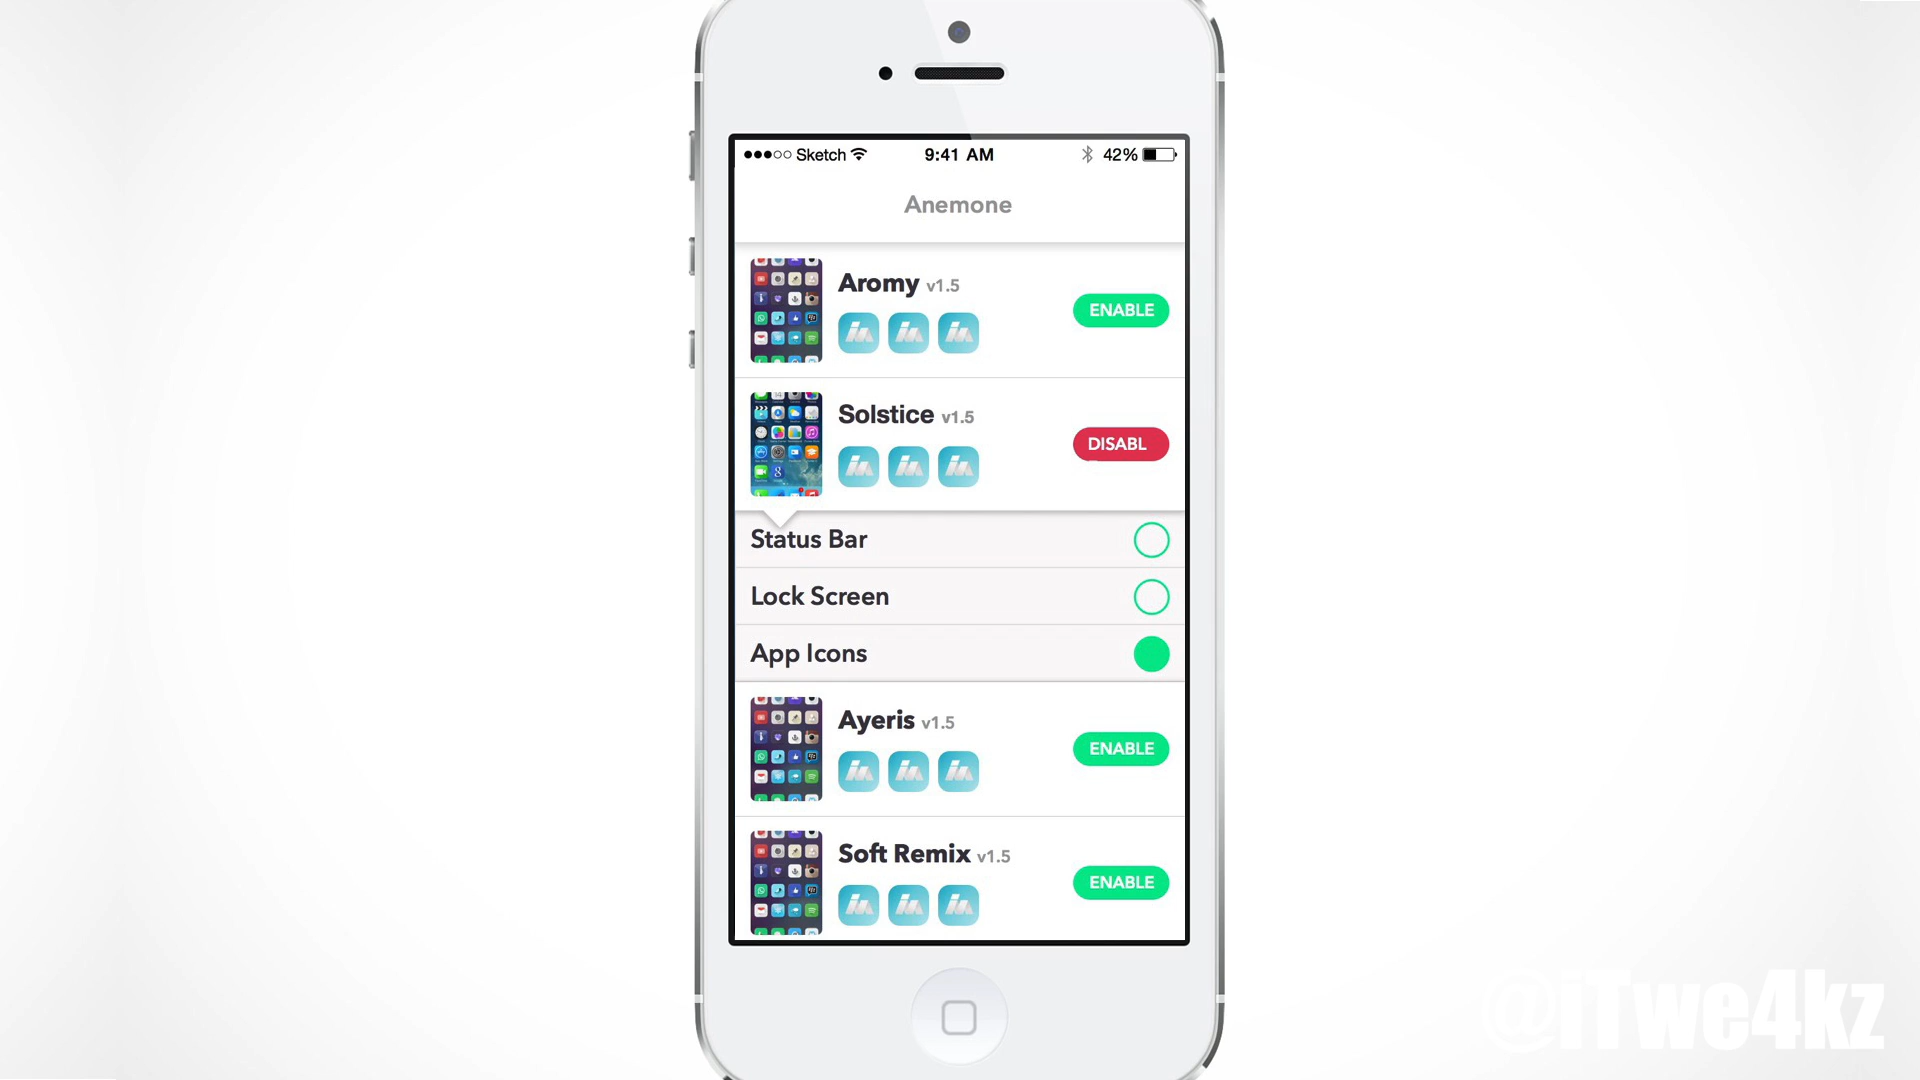 Sketch 9:41 AM 42%
Anemone
Aromy v1.5
ENABLE
Solstice v1.5
DISABL
Status Bar
Lock Screen
App Icons
Ayeris v1.5
ENABLE
Soft Remix v1.5
ENABLE
@iTwe4kz